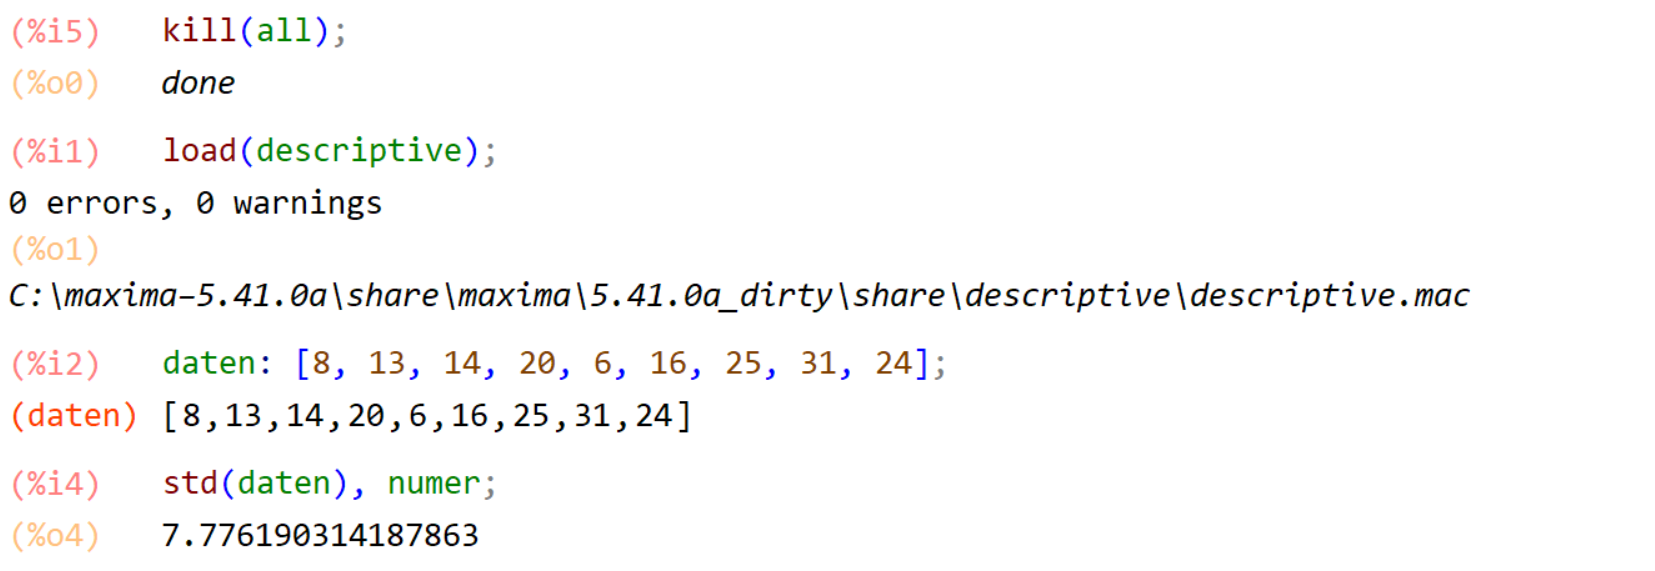 (%i5) kill(all);
(%o0) done
(%i1) load(descriptive);
0 errors, 0 warnings
(%o1)
C:\maxima-5.41.0a\share\maxima\5.41.0a_dirty\share\descriptive\descriptive.mac
(%i2) daten: [8, 13, 14, 20, 6, 16, 25, 31, 24];
(daten) [8,13,14,20,6,16,25,31,24]
(%i4) std(daten), numer;
(%o4) 7.776190314187863